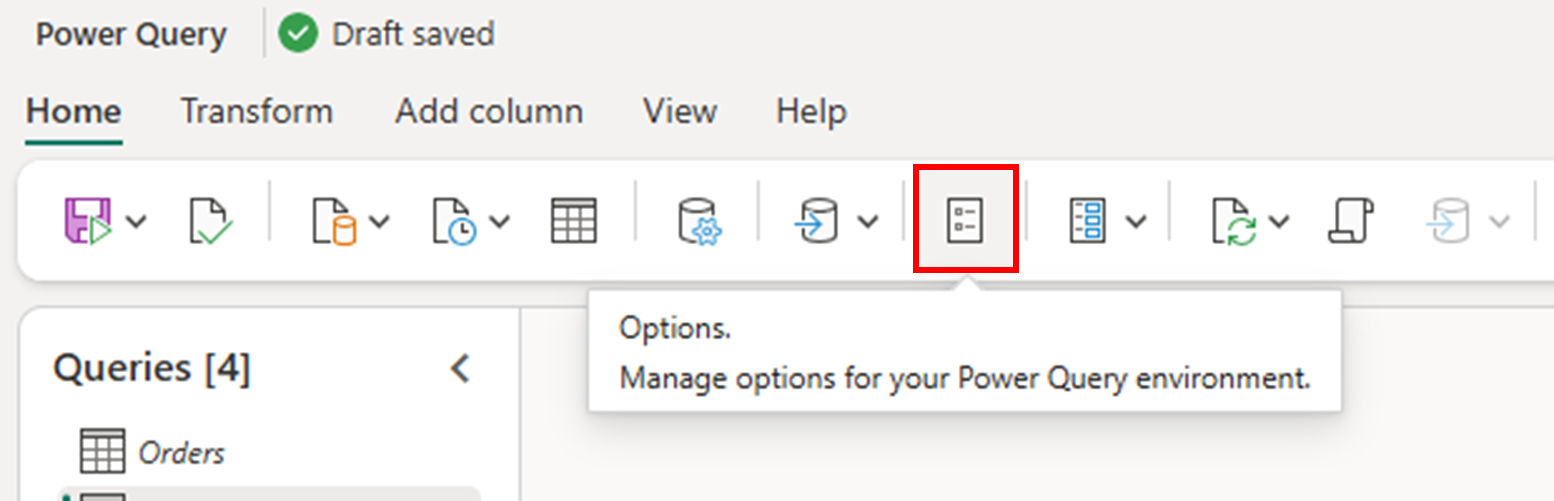 Power Query
Draft saved
Home
Transform
Add column
View
Help
Options.
Manage options for your Power Query environment.
Queries [4]
Orders